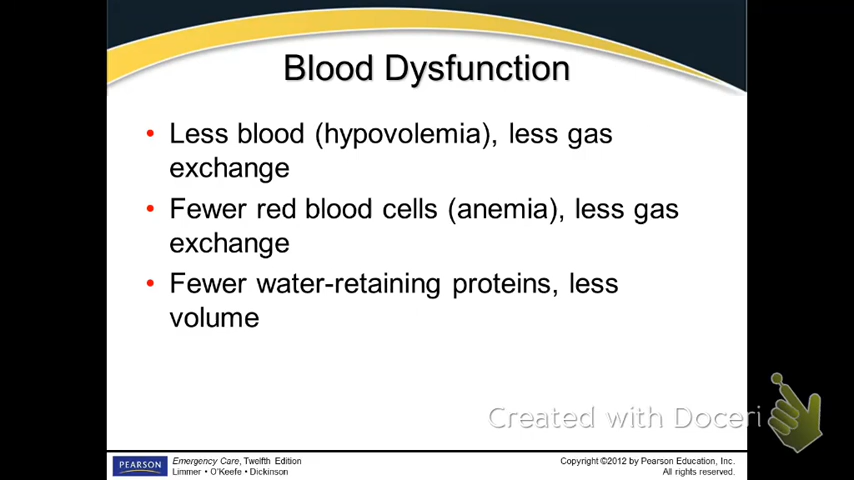 Blood Dysfunction
• Less blood (hypovolemia), less gas
exchange
• Fewer red blood cells (anemia), less gas
exchange
• Fewer water-retaining proteins, less
volume
Created with Doceri
PEARSON
Emergency Care, Twelfth Edition
Limmer • O'Keefe • Dickinson
Copyright ©2012 by Pearson Education, Inc.
All rights reserved.